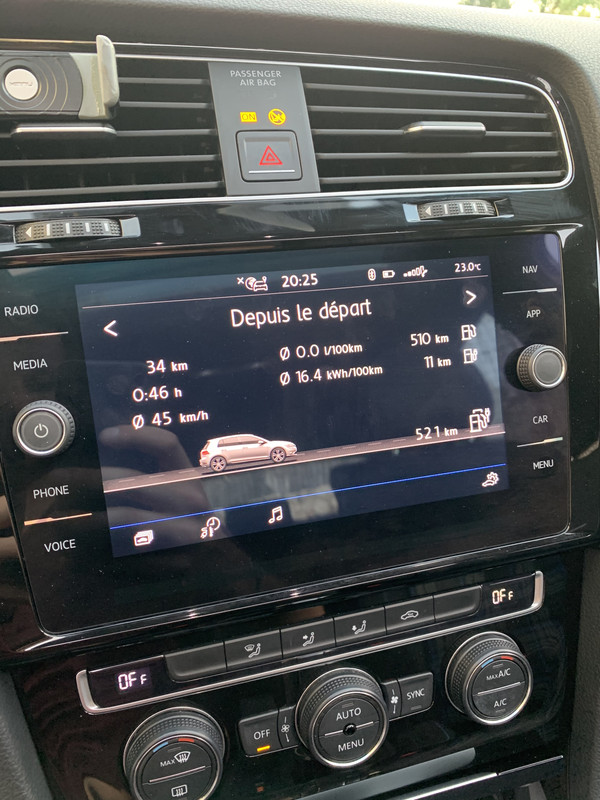 PASSENGER
AIR BAG
ON
RADIO
MEDIA
PHONE
VOICE
20:25
23.0°C
<
Depuis le départ
>
34 km
0:46 h
Ø 45 km/h
Ø 0.0 l/100km
Ø 16.4 kWh/100km
510 km
11 km
521 km
NAV
APP
CAR
MENU
OFF
OFF
MAX
OFF
AUTO
MENU
SYNC
MAX A/C
A/C